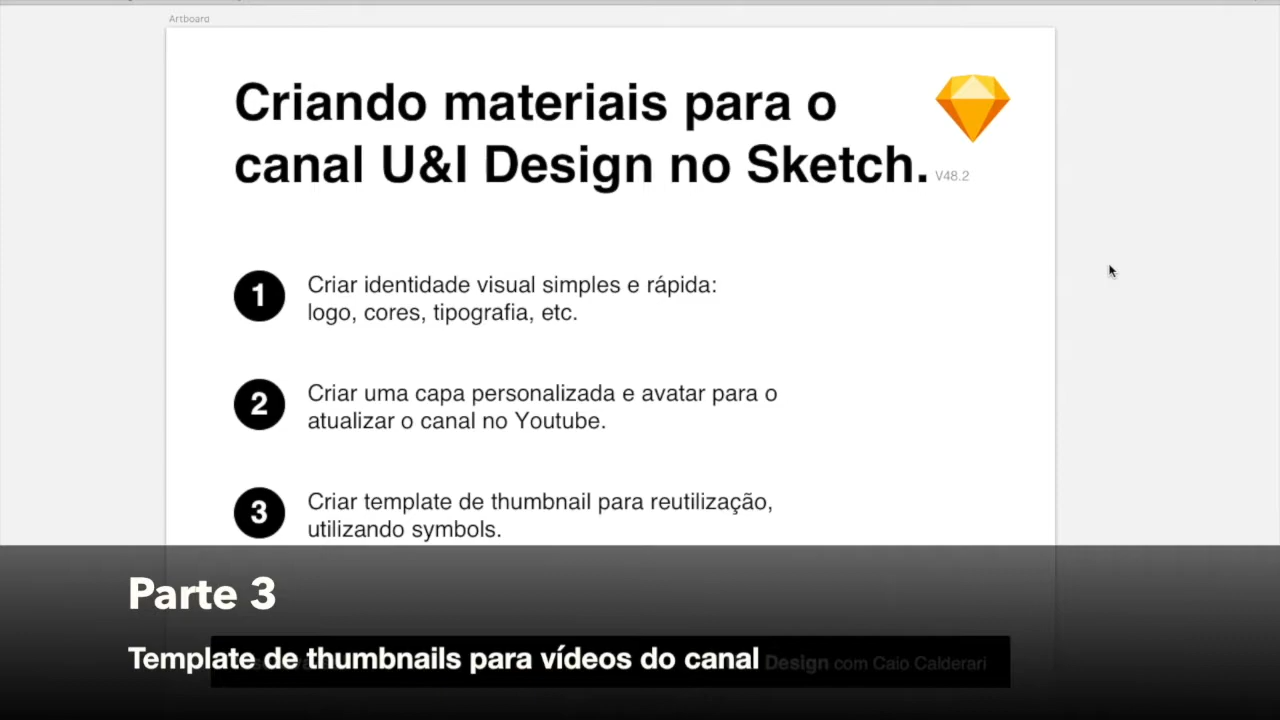 Artboard
Criando materiais para o
canal U&I Design no Sketch.
V48.2
1
Criar identidade visual simples e rápida:
logo, cores, tipografia, etc.
2
Criar uma capa personalizada e avatar para o
atualizar o canal no Youtube.
3
Criar template de thumbnail para reutilização,
utilizando symbols.
Parte 3
Template de thumbnails para vídeos do canal
Design com Caio Calderari